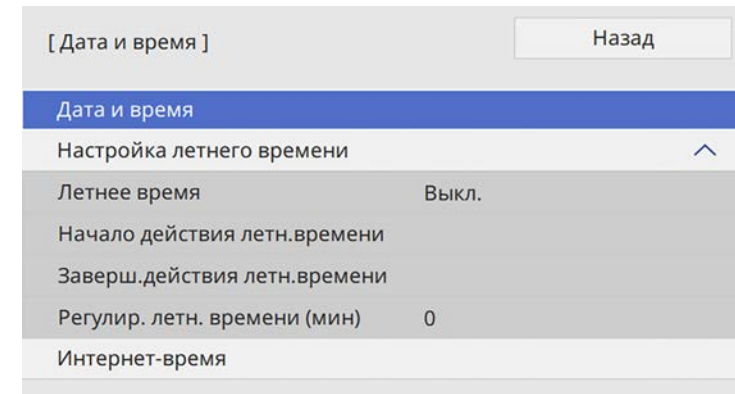 [ Дата и время ]
Назад
Дата и время
Настройка летнего времени
Летнее время Выкл.
Начало действия летн.времени
Заверш.действия летн.времени
Регулир. летн. времени (мин) 0
Интернет-время